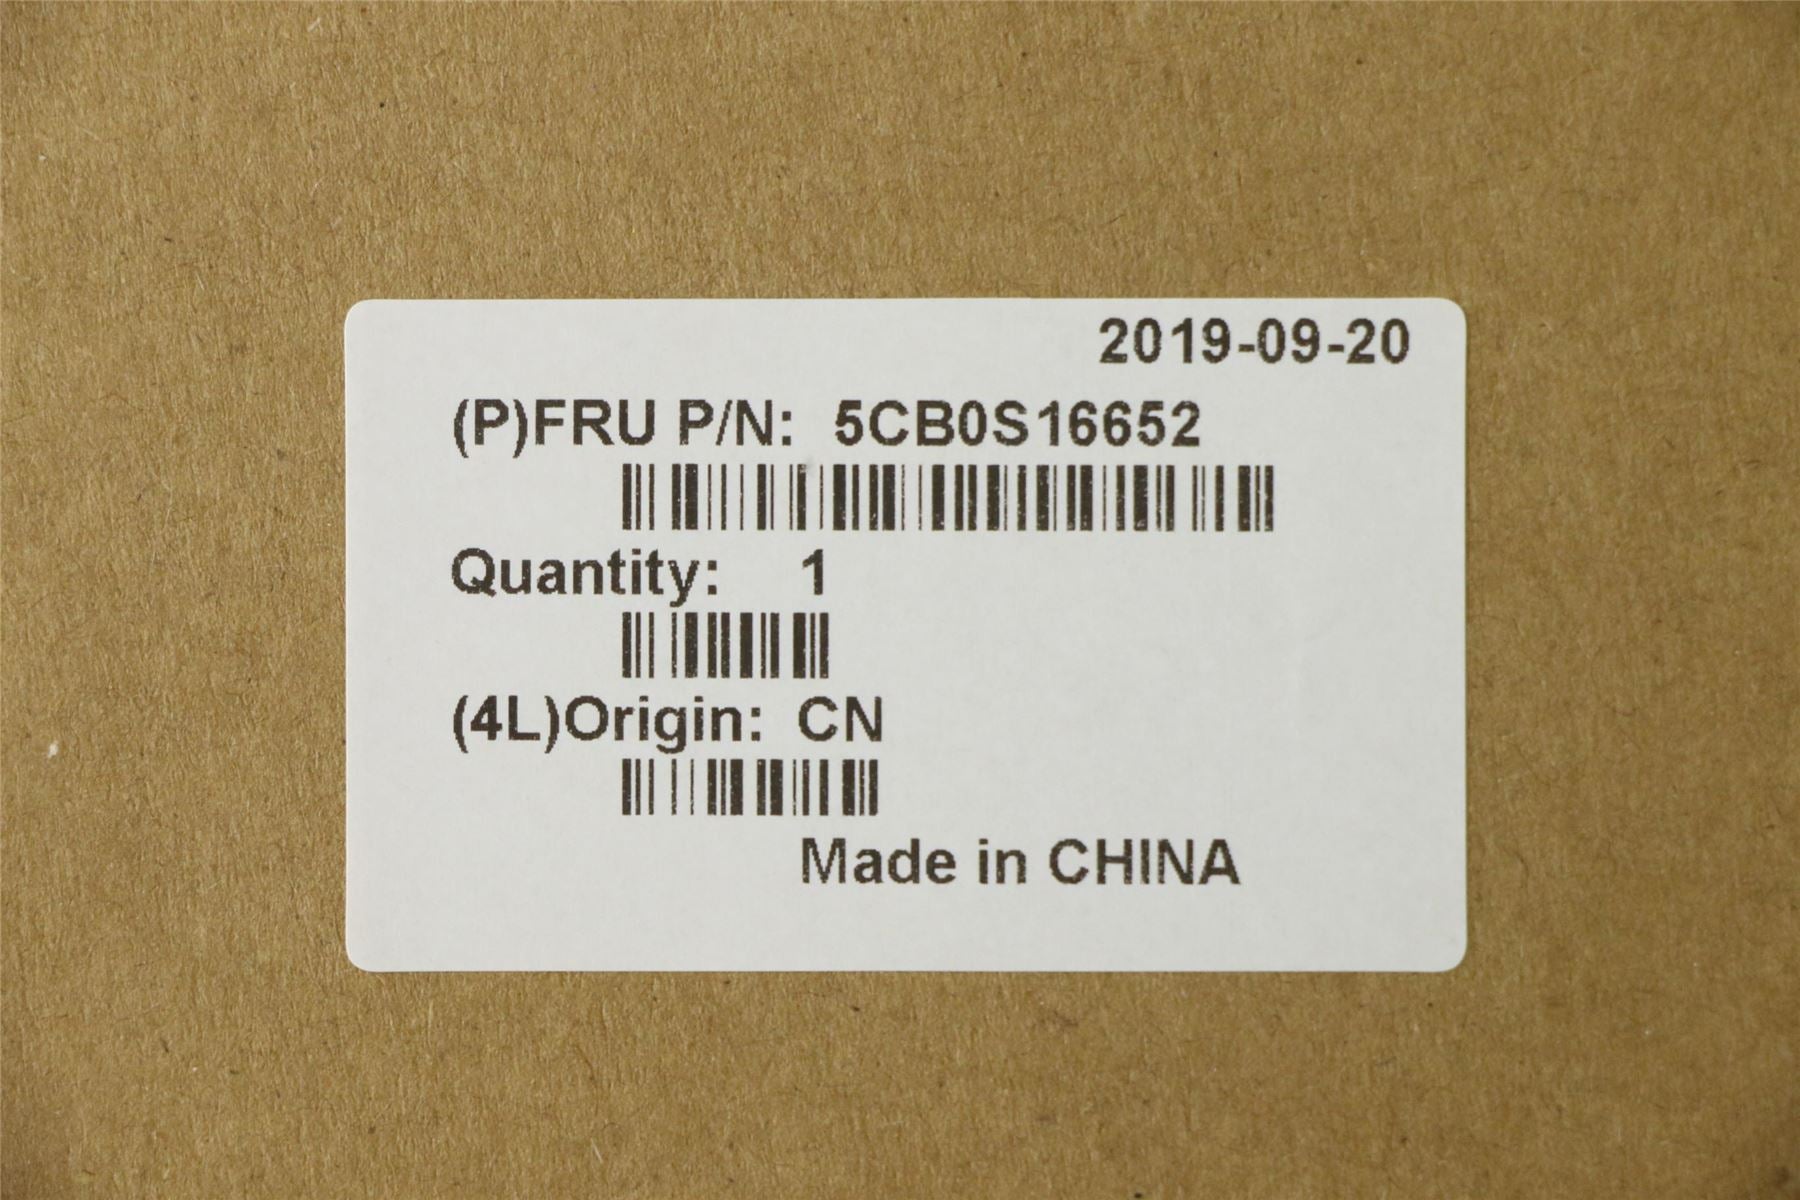 2019-09-20
(P)FRU P/N: 5CB0S16652
Quantity: 1
(4L)Origin: CN
Made in CHINA